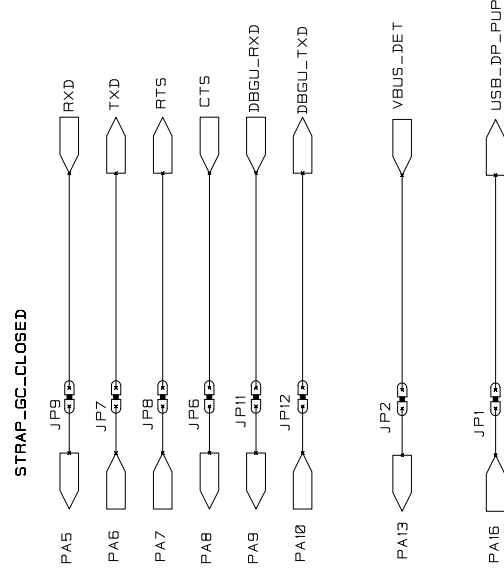 STRAP_GC_CLOSED
PA5 JP9 RXD
PA6 JP7 TXD
PA7 JP8 RTS
PA8 JP6 CTS
PA9 JP11 DBGU_RXD
PA10 JP12 DBGU_TXD
PA13 JP2 VBUS_DET
PA16 JP1 USB_DP_PUP